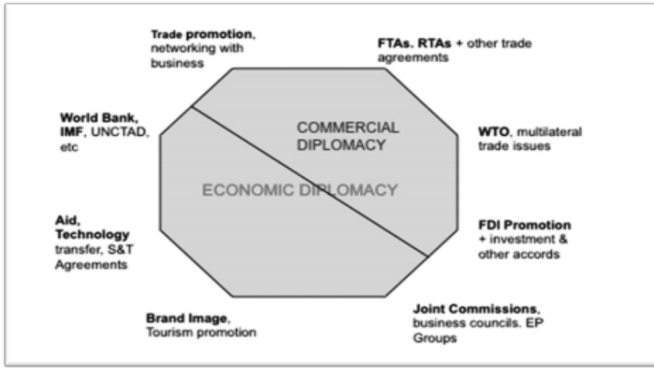 Trade promotion,
networking with
business
FTAs. RTAs + other trade
agreements
World Bank,
IMF, UNCTAD,
etc
COMMERCIAL
DIPLOMACY
WTO, multilateral
trade issues
ECONOMIC DIPLOMACY
Aid,
Technology
transfer, S&T
Agreements
FDI Promotion
+ investment &
other accords
Brand Image,
Tourism promotion
Joint Commissions,
business councils. EP
Groups